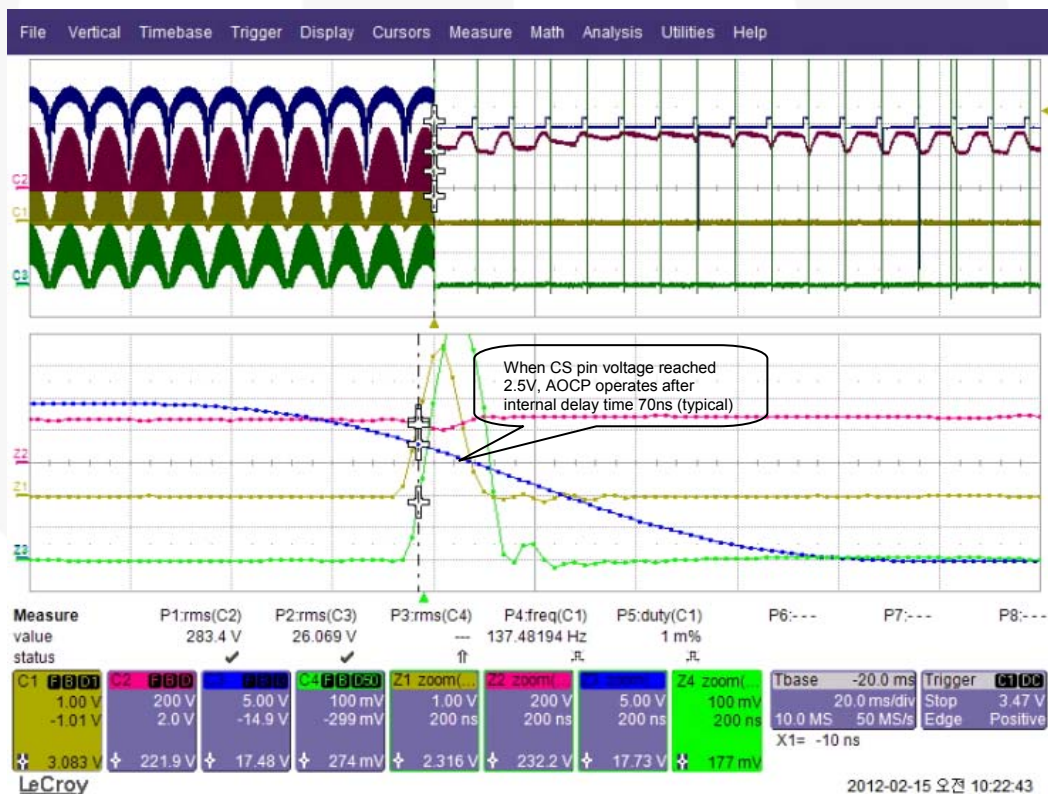 File Vertical Timebase Trigger Display Cursors Measure Math Analysis Utilities Help
C2
C1
C3
When CS pin voltage reached
2.5V, AOCP operates after
internal delay time 70ns (typical)
Z2
Z1
Z3
Measure P1:rms(C2) P2:rms(C3) P3:rms(C4) P4:freq(C1) P5:duty(C1) P6:--- P7:--- P8:---
value 283.4 V 26.069 V --- 137.48194 Hz 1 m%
status
C1 F B D1 C2 F B D C4 F B D50 Z1 zoom(... Z2 zoom(... Z4 zoom(... Tbase -20.0 ms Trigger C1 DC
1.00 V 200 V 5.00 V 100 mV 1.00 V 200 V 5.00 V 100 mV 20.0 ms/div Stop 3.47 V
-1.01 V 2.0 V -14.9 V -299 mV 200 ns 200 ns 200 ns 200 ns 10.0 MS 50 MS/s Edge Positive
X1= -10 ns
3.083 V 221.9 V 17.48 V 274 mV 2.316 V 232.2 V 17.73 V 177 mV
LeCroy 2012-02-15 오전 10:22:43